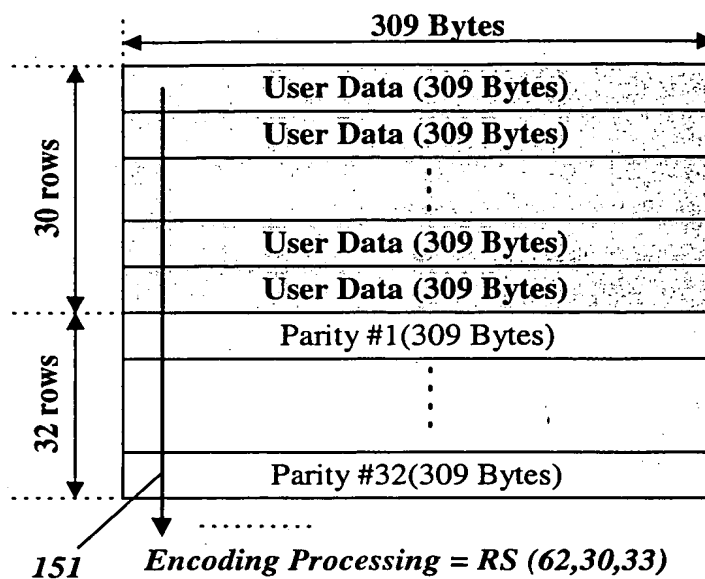 309 Bytes
30 rows
User Data (309 Bytes)
User Data (309 Bytes)
User Data (309 Bytes)
User Data (309 Bytes)
32 rows
Parity #1(309 Bytes)
Parity #32(309 Bytes)
151
Encoding Processing = RS (62,30,33)